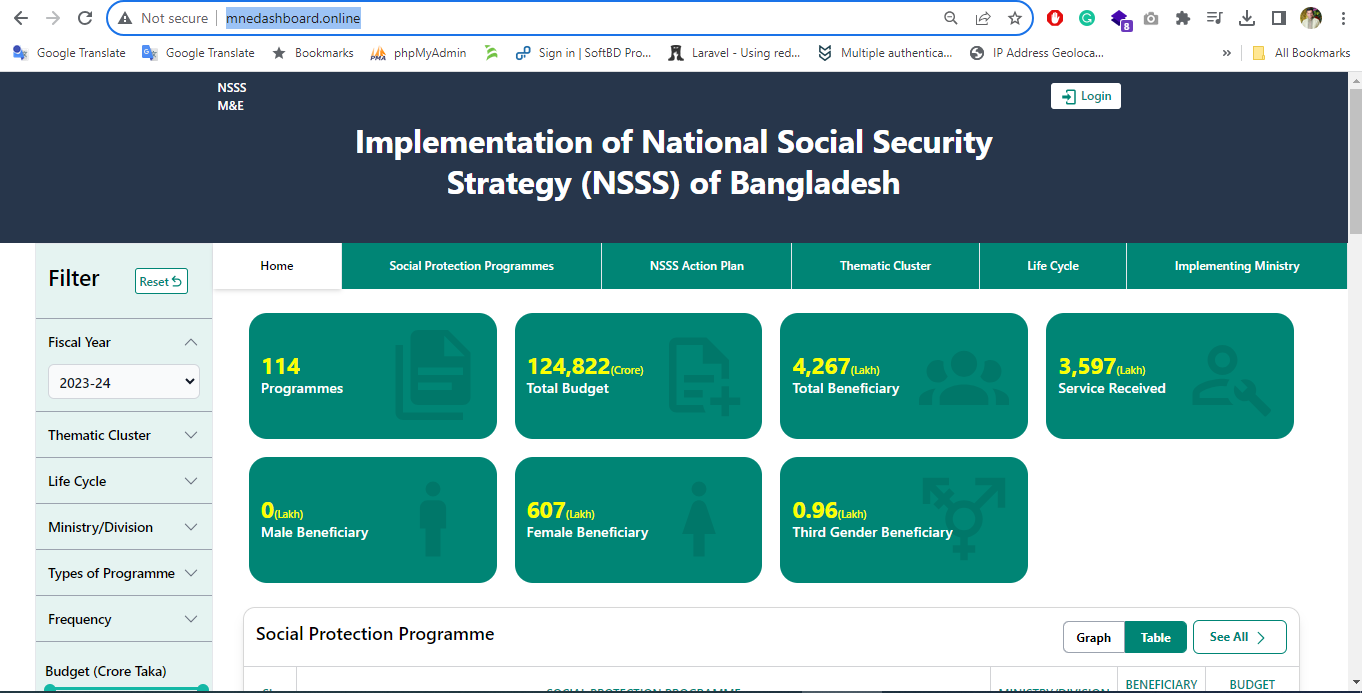 Not secure | mnedashboard.online
8
Google Translate
Google Translate
Bookmarks
phpMyAdmin
Sign in | SoftBD Pro...
Laravel - Using red...
Multiple authentica...
IP Address Geoloca...
»
All Bookmarks
NSSS
M&E
Login
Implementation of National Social Security
Strategy (NSSS) of Bangladesh
Filter
Reset
Home
Social Protection Programmes
NSSS Action Plan
Thematic Cluster
Life Cycle
Implementing Ministry
Fiscal Year
2023-24
Thematic Cluster
Life Cycle
Ministry/Division
Types of Programme
Frequency
Budget (Crore Taka)
114
Programmes
124,822(Crore)
Total Budget
4,267(Lakh)
Total Beneficiary
3,597(Lakh)
Service Received
0(Lakh)
Male Beneficiary
607(Lakh)
Female Beneficiary
0.96(Lakh)
Third Gender Beneficiary
Social Protection Programme
Graph
Table
See All
SOCIAL PROTECTION PROGRAMME
MINISTRY/DIVISION
BENEFICIARY
BUDGET